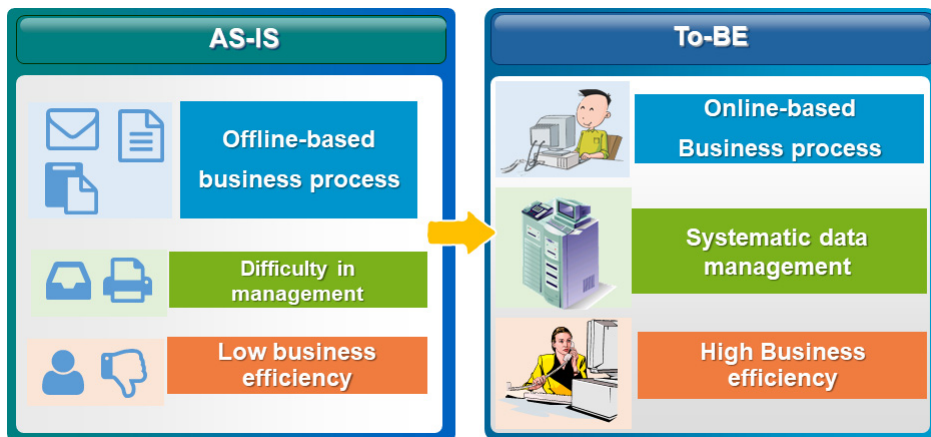 AS-IS
Offline-based
business process
Difficulty in
management
Low business
efficiency
To-BE
Online-based
Business process
Systematic data
management
High Business
efficiency